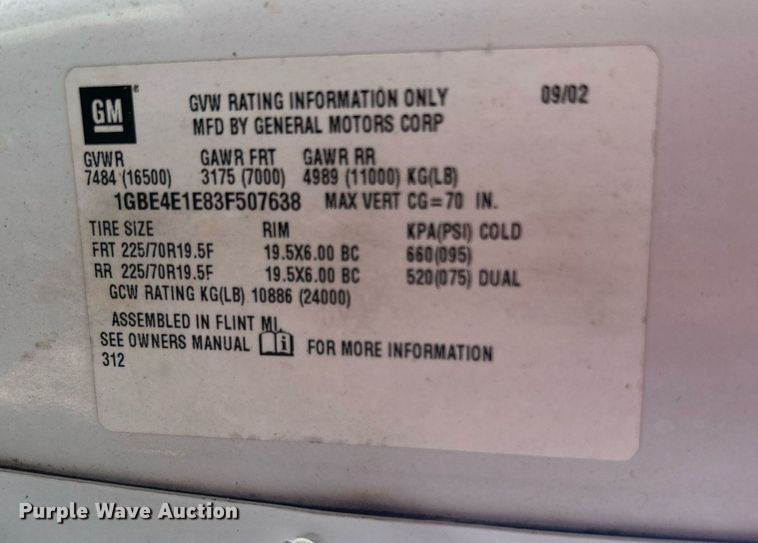 GM ®
GVW RATING INFORMATION ONLY 09/02
MFD BY GENERAL MOTORS CORP
GVWR GAWR FRT GAWR RR
7484 (16500) 3175 (7000) 4989 (11000) KG(LB)
1GBE4E1E83F507638 MAX VERT CG=70 IN.
TIRE SIZE RIM KPA(PSI) COLD
FRT 225/70R19.5F 19.5X6.00 BC 660(095)
RR 225/70R19.5F 19.5X6.00 BC 520(075) DUAL
GCW RATING KG(LB) 10886 (24000)
ASSEMBLED IN FLINT MI.
SEE OWNERS MANUAL i FOR MORE INFORMATION
312
Purple Wave Auction